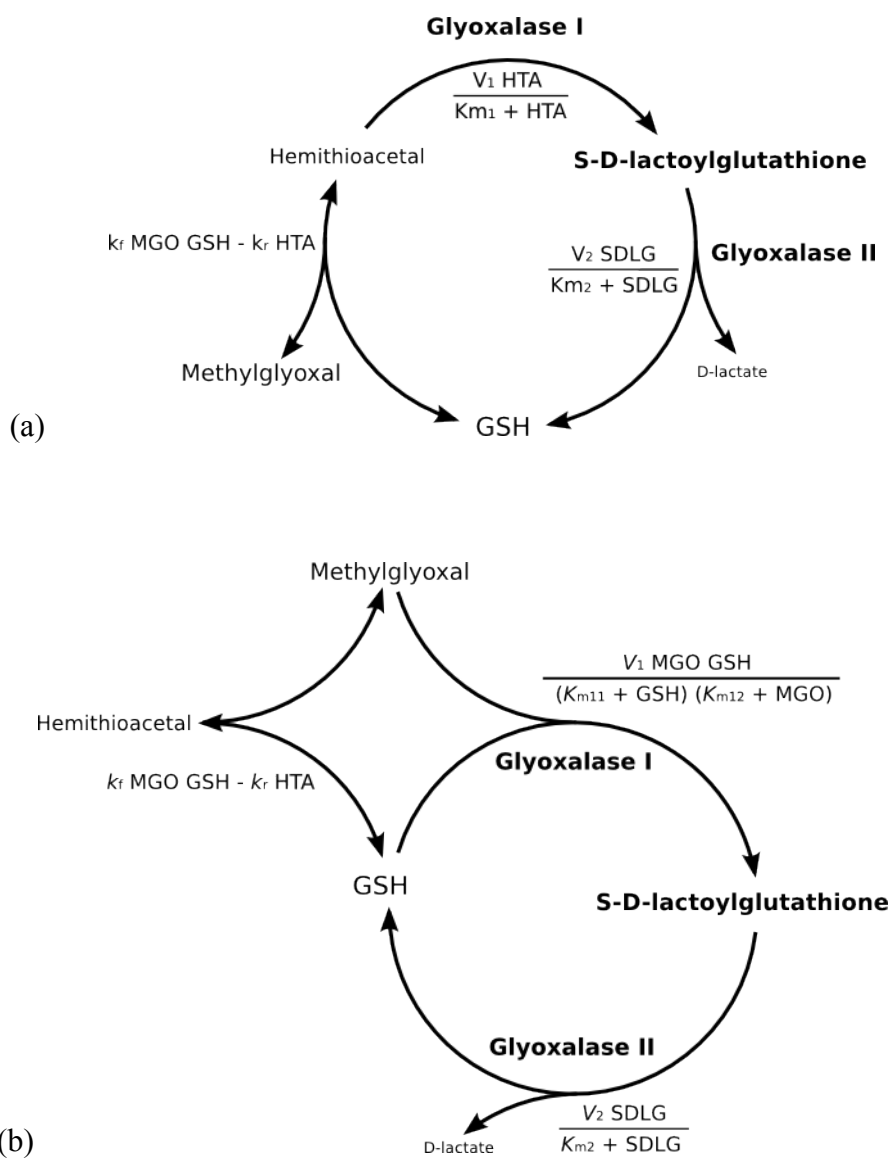 Glyoxalase I
V₁ HTA
Km₁ + HTA
Hemithioacetal
S-D-lactoylglutathione
kf MGO GSH - kr HTA
V₂ SDLG
Km₂ + SDLG
Glyoxalase II
Methylglyoxal
D-lactate
(a)
GSH
Methylglyoxal
V₁ MGO GSH
(Km11 + GSH) (Km12 + MGO)
Hemithioacetal
Glyoxalase I
kf MGO GSH - kr HTA
GSH
S-D-lactoylglutathione
Glyoxalase II
V₂ SDLG
Km2 + SDLG
D-lactate
(b)